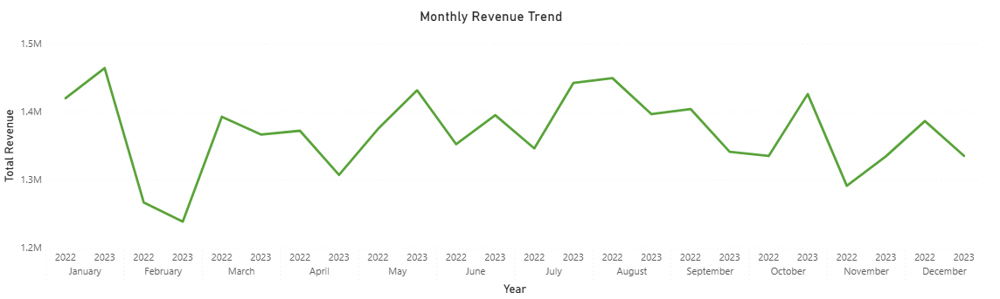 Monthly Revenue Trend
1.5M
1.4M
1.3M
1.2M
Total Revenue
2022 2023 2022 2023 2022 2023 2022 2023 2022 2023 2022 2023 2022 2023 2022 2023 2022 2023 2022 2023 2022 2023 2022 2023
January February March April May June July August September October November December
Year